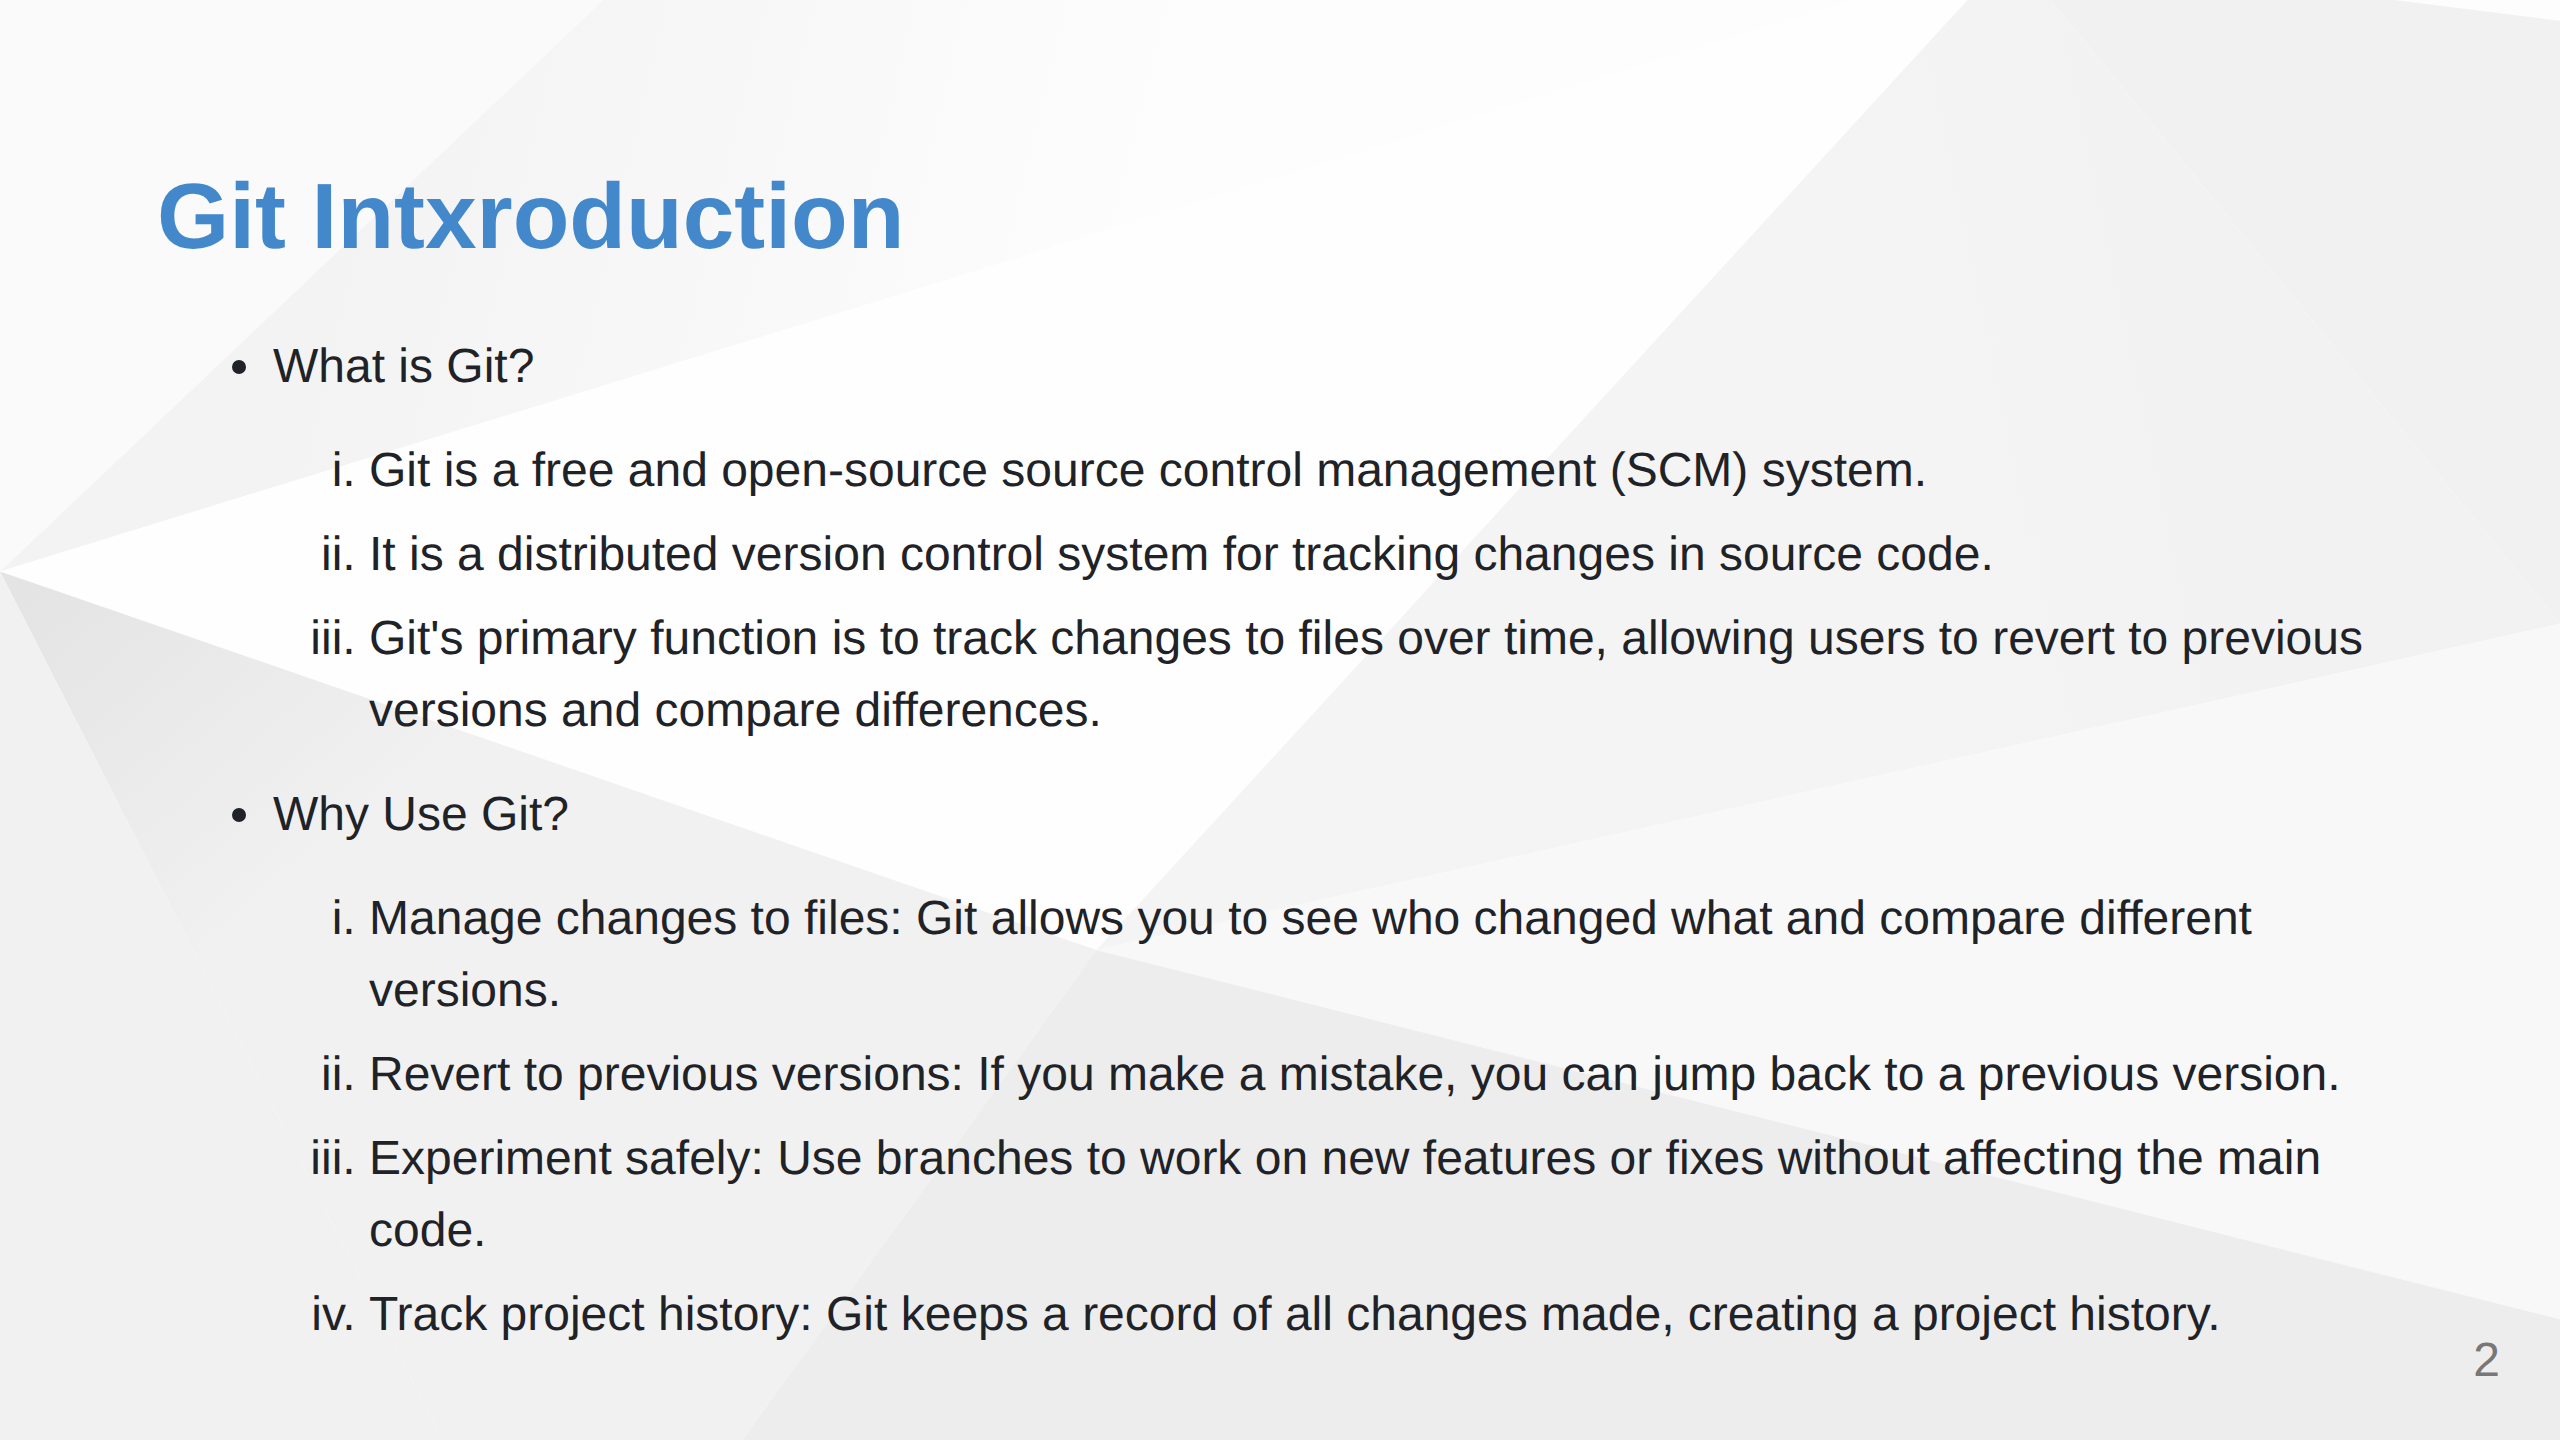 Git Intxroduction
• What is Git?
i. Git is a free and open-source source control management (SCM) system.
ii. It is a distributed version control system for tracking changes in source code.
iii. Git's primary function is to track changes to files over time, allowing users to revert to previous
versions and compare differences.
• Why Use Git?
i. Manage changes to files: Git allows you to see who changed what and compare different
versions.
ii. Revert to previous versions: If you make a mistake, you can jump back to a previous version.
iii. Experiment safely: Use branches to work on new features or fixes without affecting the main
code.
iv. Track project history: Git keeps a record of all changes made, creating a project history.
2